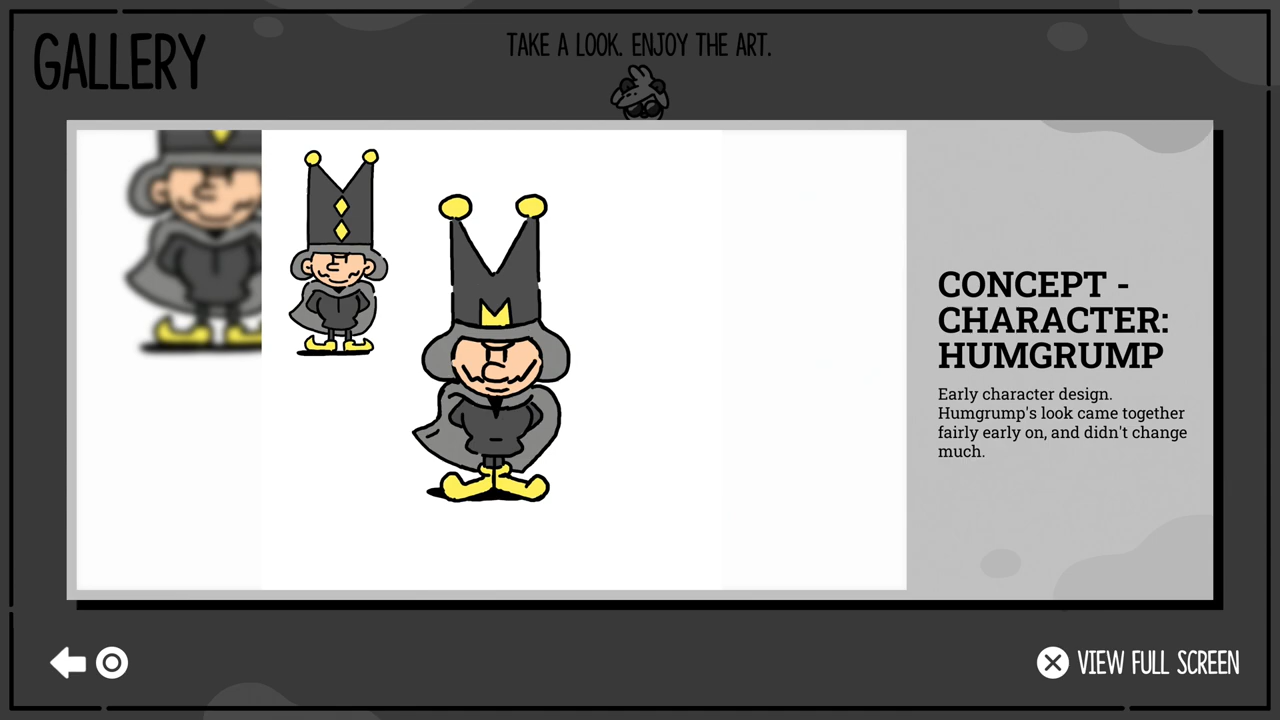 GALLERY
TAKE A LOOK. ENJOY THE ART.
CONCEPT -
CHARACTER:
HUMGRUMP
Early character design.
Humgrump's look came together
fairly early on, and didn't change
much.
VIEW FULL SCREEN